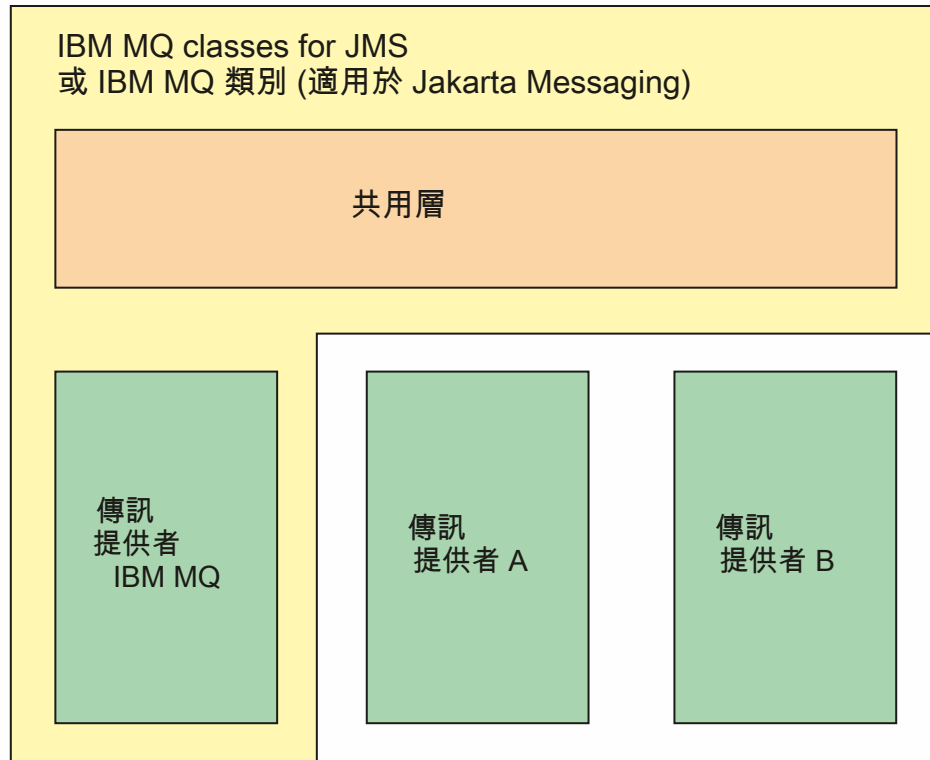 IBM MQ classes for JMS
或 IBM MQ 類別 (適用於 Jakarta Messaging)
共用層
傳訊
提供者
IBM MQ
傳訊
提供者 A
傳訊
提供者 B